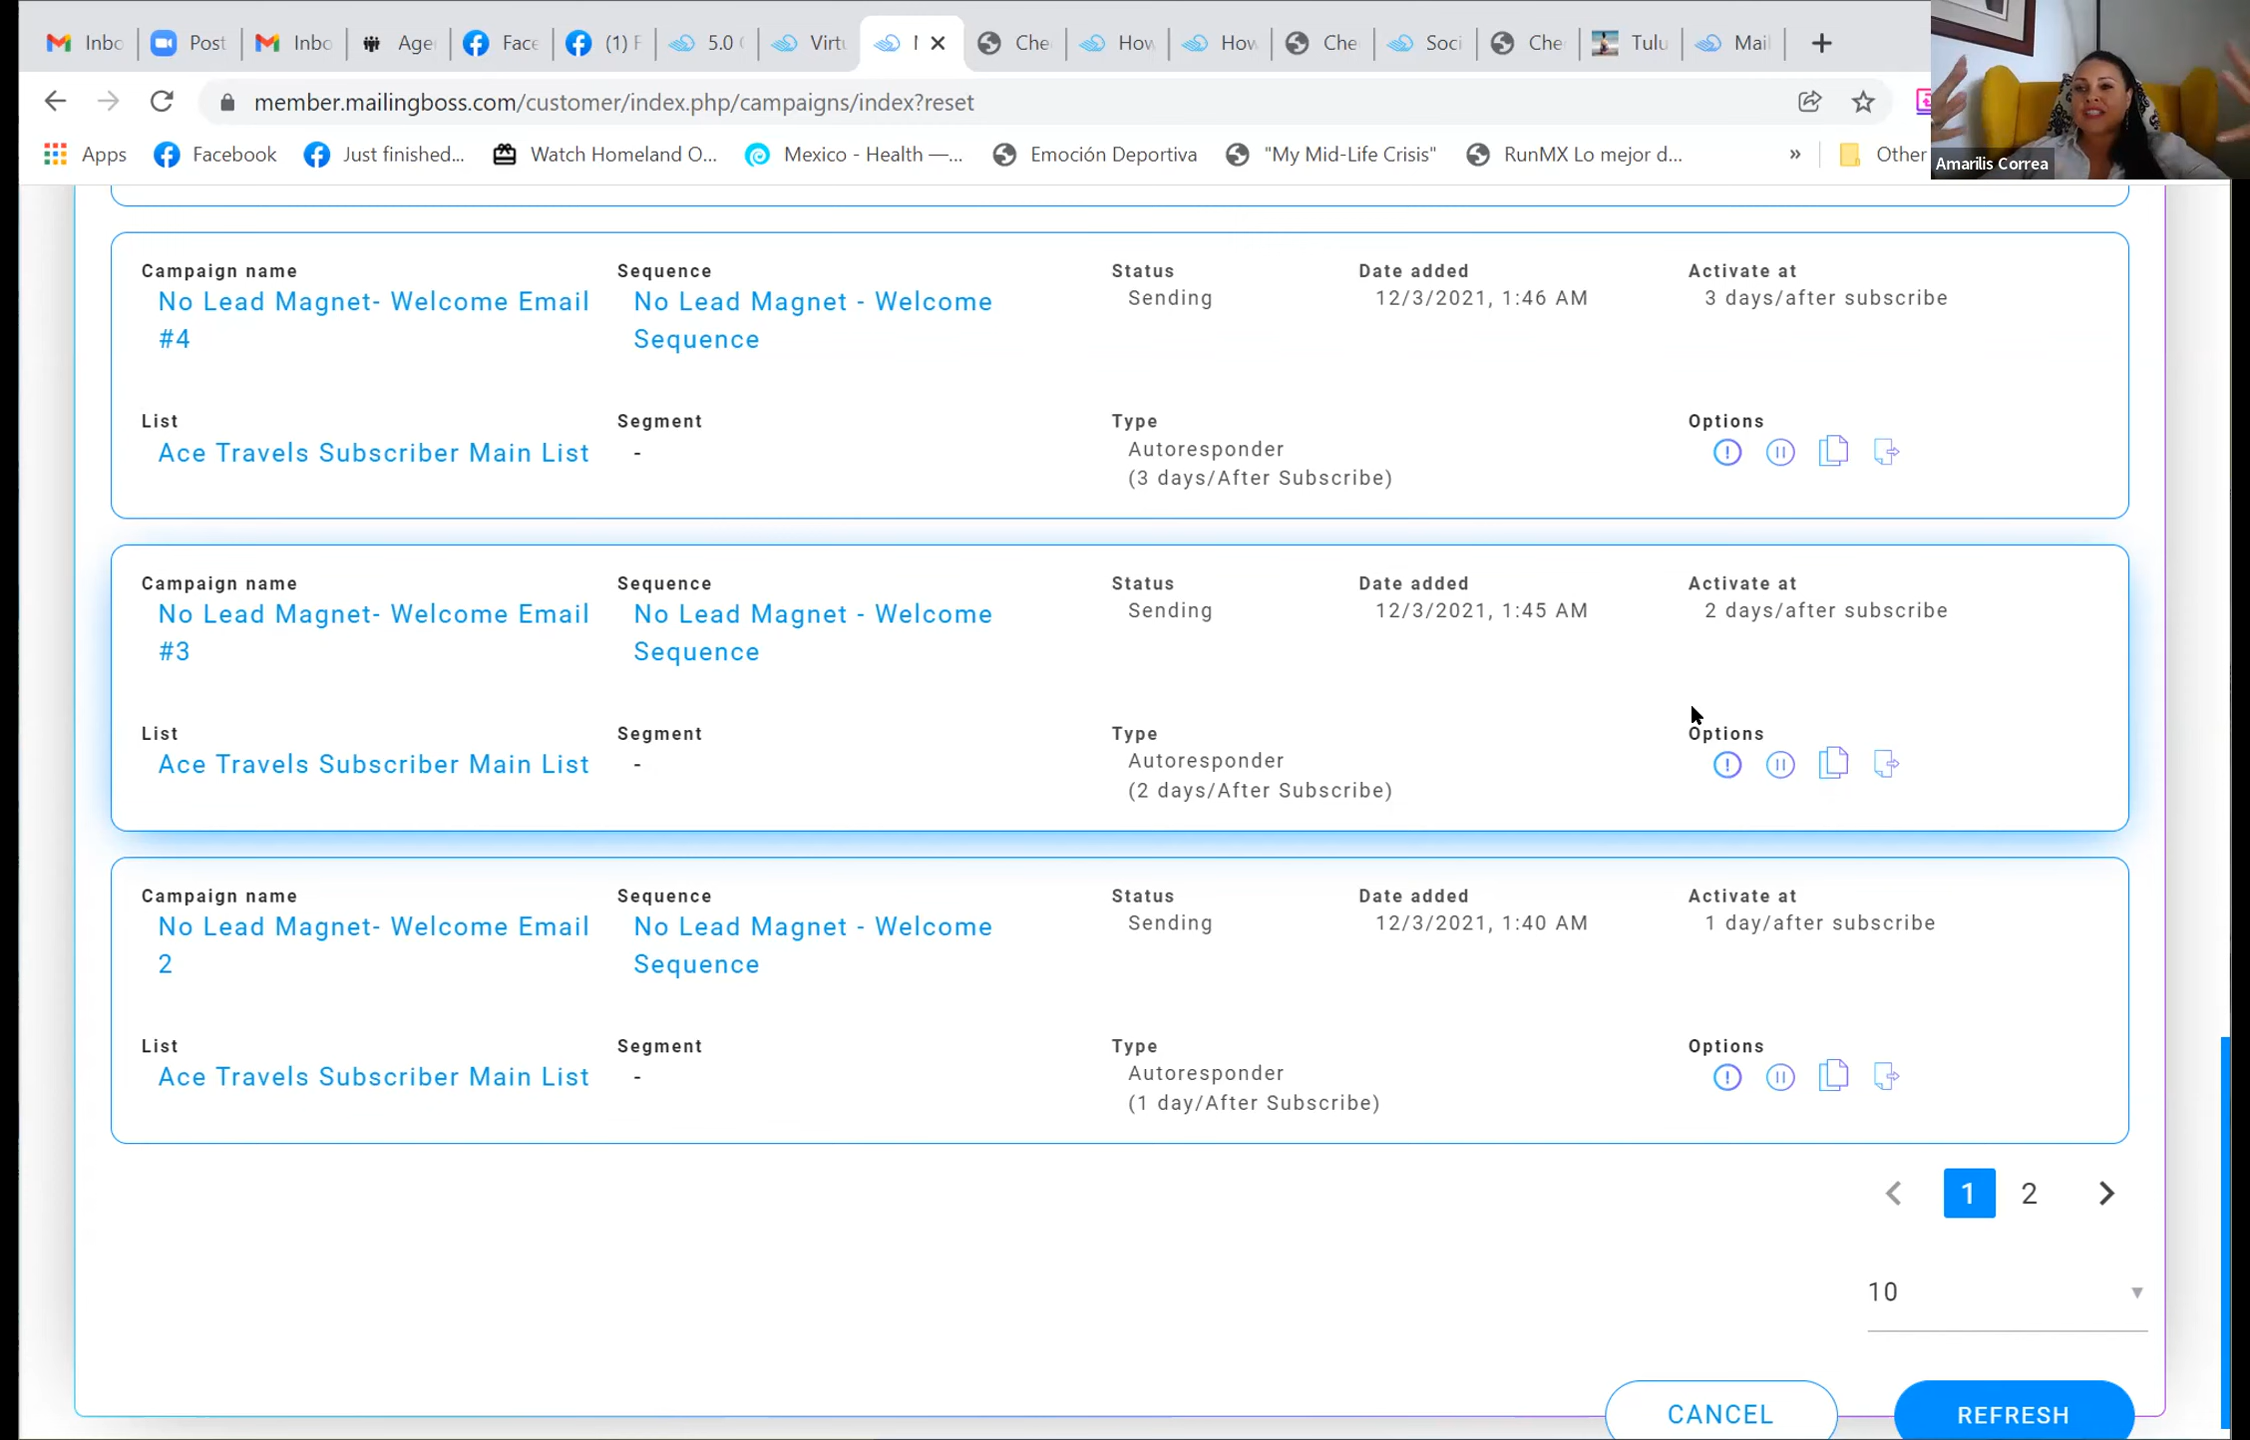 Inbo Post Inbo Age Face (1) F 5.0 ( Virtu Che How How Che Soci Che Tulu Mail
member.mailingboss.com/customer/index.php/campaigns/index?reset
Apps Facebook Just finished... Watch Homeland O... Mexico - Health —... Emoción Deportiva "My Mid-Life Crisis" RunMX Lo mejor d... » Other
Amarilis Correa
Campaign name Sequence Status Date added Activate at
No Lead Magnet- Welcome Email No Lead Magnet - Welcome Sending 12/3/2021, 1:46 AM 3 days/after subscribe
#4 Sequence
List Segment Type Options
Ace Travels Subscriber Main List - Autoresponder
(3 days/After Subscribe)
Campaign name Sequence Status Date added Activate at
No Lead Magnet- Welcome Email No Lead Magnet - Welcome Sending 12/3/2021, 1:45 AM 2 days/after subscribe
#3 Sequence
List Segment Type Options
Ace Travels Subscriber Main List - Autoresponder
(2 days/After Subscribe)
Campaign name Sequence Status Date added Activate at
No Lead Magnet- Welcome Email No Lead Magnet - Welcome Sending 12/3/2021, 1:40 AM 1 day/after subscribe
2 Sequence
List Segment Type Options
Ace Travels Subscriber Main List - Autoresponder
(1 day/After Subscribe)
1 2
10
CANCEL REFRESH